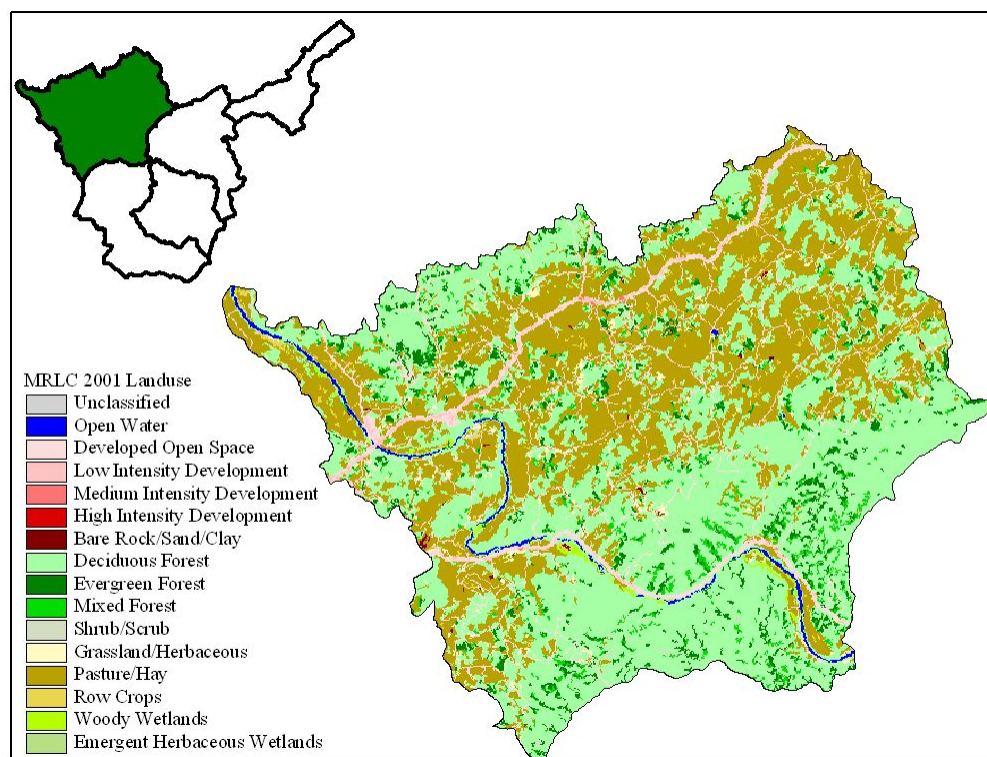 MRLC 2001 Landuse
Unclassified
Open Water
Developed Open Space
Low Intensity Development
Medium Intensity Development
High Intensity Development
Bare Rock/Sand/Clay
Deciduous Forest
Evergreen Forest
Mixed Forest
Shrub/Scrub
Grassland/Herbaceous
Pasture/Hay
Row Crops
Woody Wetlands
Emergent Herbaceous Wetlands